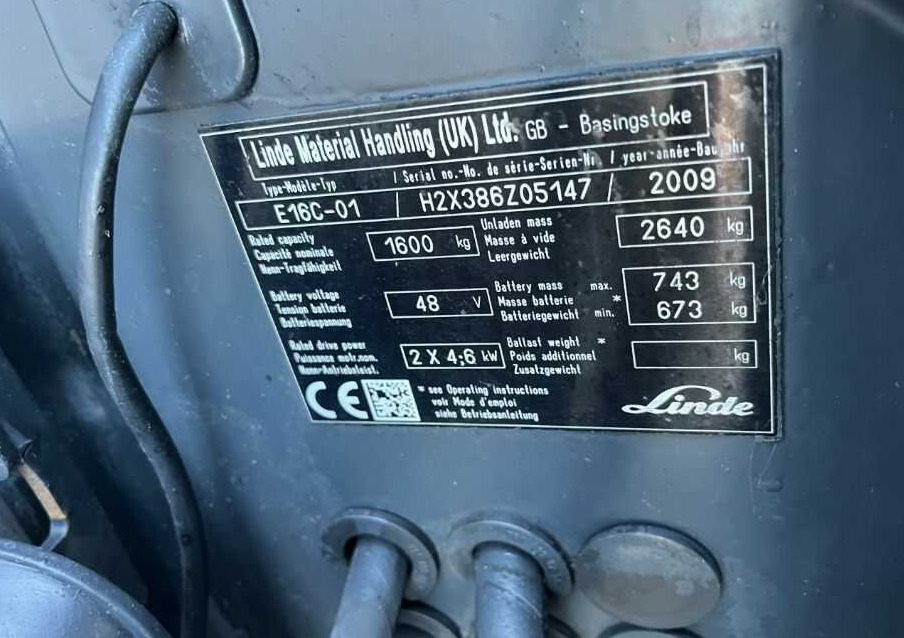 Linde Material Handling (UK) Ltd. GB - Basingstoke
Type-Modèle-Typ / Serial no.-No. de série-Serien-Nr. / year-année-Baujahr
E16C-01 / H2X386Z05147 / 2009
Rated capacity
Capacité nominale
Nenn-Tragfähigkeit
1600 kg
Unladen mass
Masse à vide
Leergewicht
2640 kg
Battery voltage
Tension batterie
Batteriespannung
48 V
Battery mass max.
Masse batterie *
Batteriegewicht min.
743 kg
673 kg
Rated drive power
Puissance motr.nom.
Nenn-Antriebsleist.
2 X 4,6 kW
Ballast weight *
Poids additionnel
Zusatzgewicht
kg
CE
* see Operating instructions
voir Mode d'emploi
siehe Betriebsanleitung
Linde